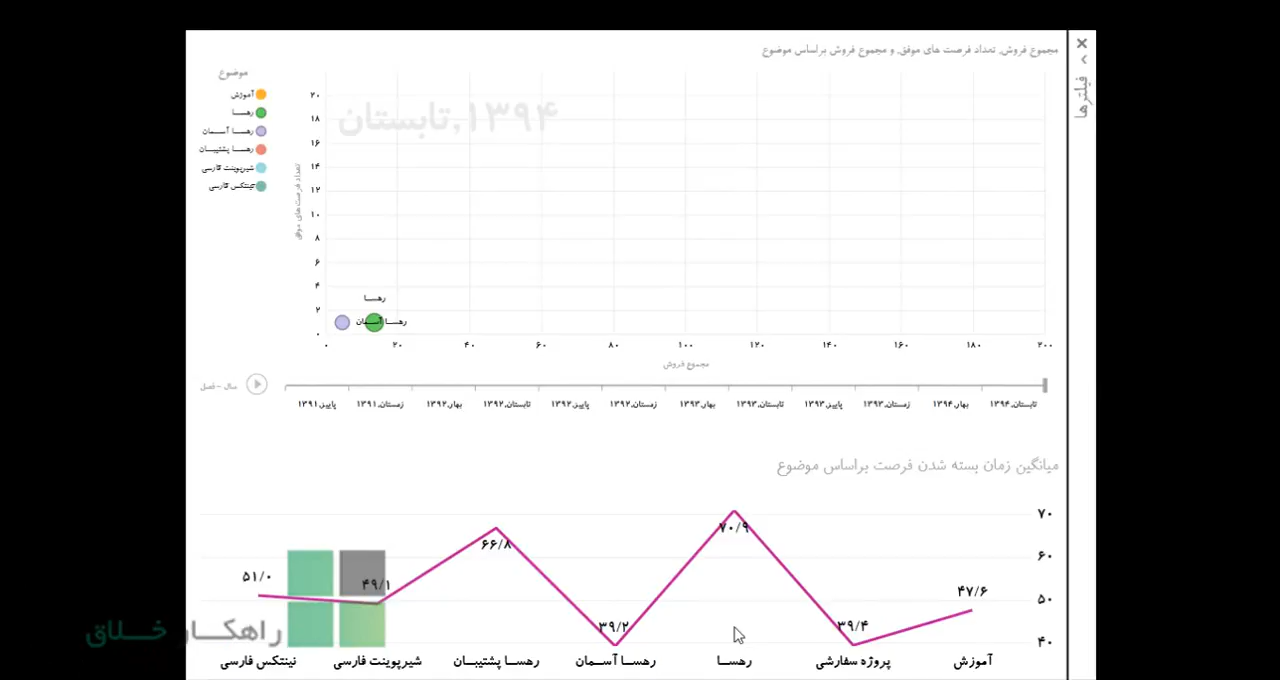 مجموع فروش, تعداد فرصت های موفق, و مجموع فروش براساس موضوع
فیلترها
موضوع
آموزش
رهسا
رهسا آسمان
رهسا پشتیبان
شیرپوینت فارسی
نینتکس فارسی
تابستان,۱۳۹۴
تعداد فرصت‌های موفق
۲۰
۱۸
۱۶
۱۴
۱۲
۱۰
۸
۶
۴
۲
۰
رهسا
رهسا آسمان
۰ ۲۰ ۴۰ ۶۰ ۸۰ ۱۰۰ ۱۲۰ ۱۴۰ ۱۶۰ ۱۸۰ ۲۰۰
مجموع فروش
سال - فصل
پاییز,۱۳۹۱ زمستان,۱۳۹۱ بهار,۱۳۹۲ تابستان,۱۳۹۲ پاییز,۱۳۹۲ زمستان,۱۳۹۲ بهار,۱۳۹۳ تابستان,۱۳۹۳ پاییز,۱۳۹۳ زمستان,۱۳۹۳ بهار,۱۳۹۴ تابستان,۱۳۹۴
میانگین زمان بسته شدن فرصت براساس موضوع
۷۰
۶۰
۵۰
۴۰
۵۱/۰ ۴۹/۱ ۶۶/۸ ۳۹/۲ ۷۰/۹ ۳۹/۴ ۴۷/۶
راهکار خلاق
نینتکس فارسی شیرپوینت فارسی رهسا پشتیبان رهسا آسمان رهسا پروژه سفارشی آموزش